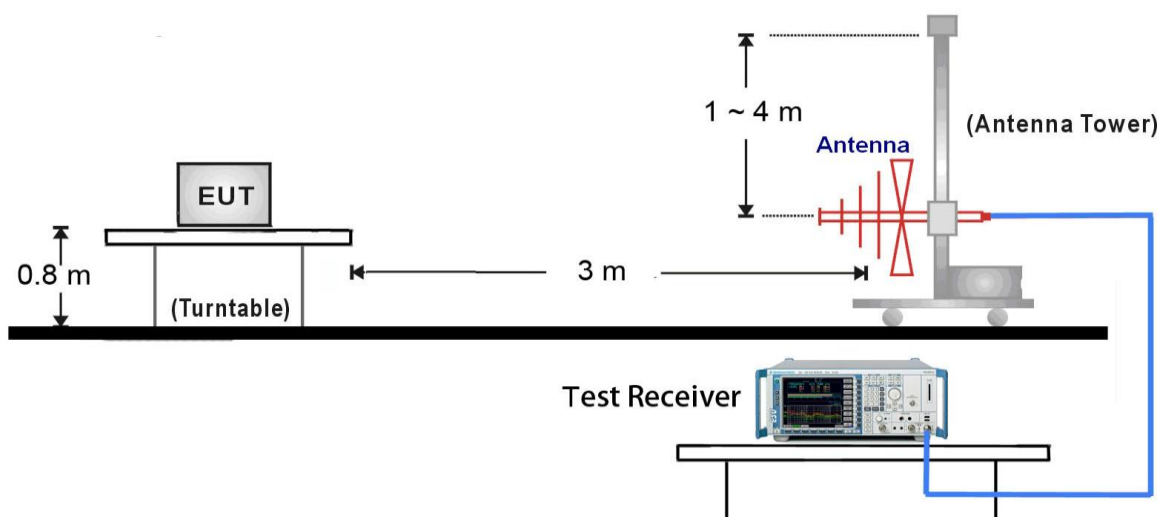 1 ~ 4 m
(Antenna Tower)
Antenna
EUT
0.8 m
3 m
(Turntable)
Test Receiver